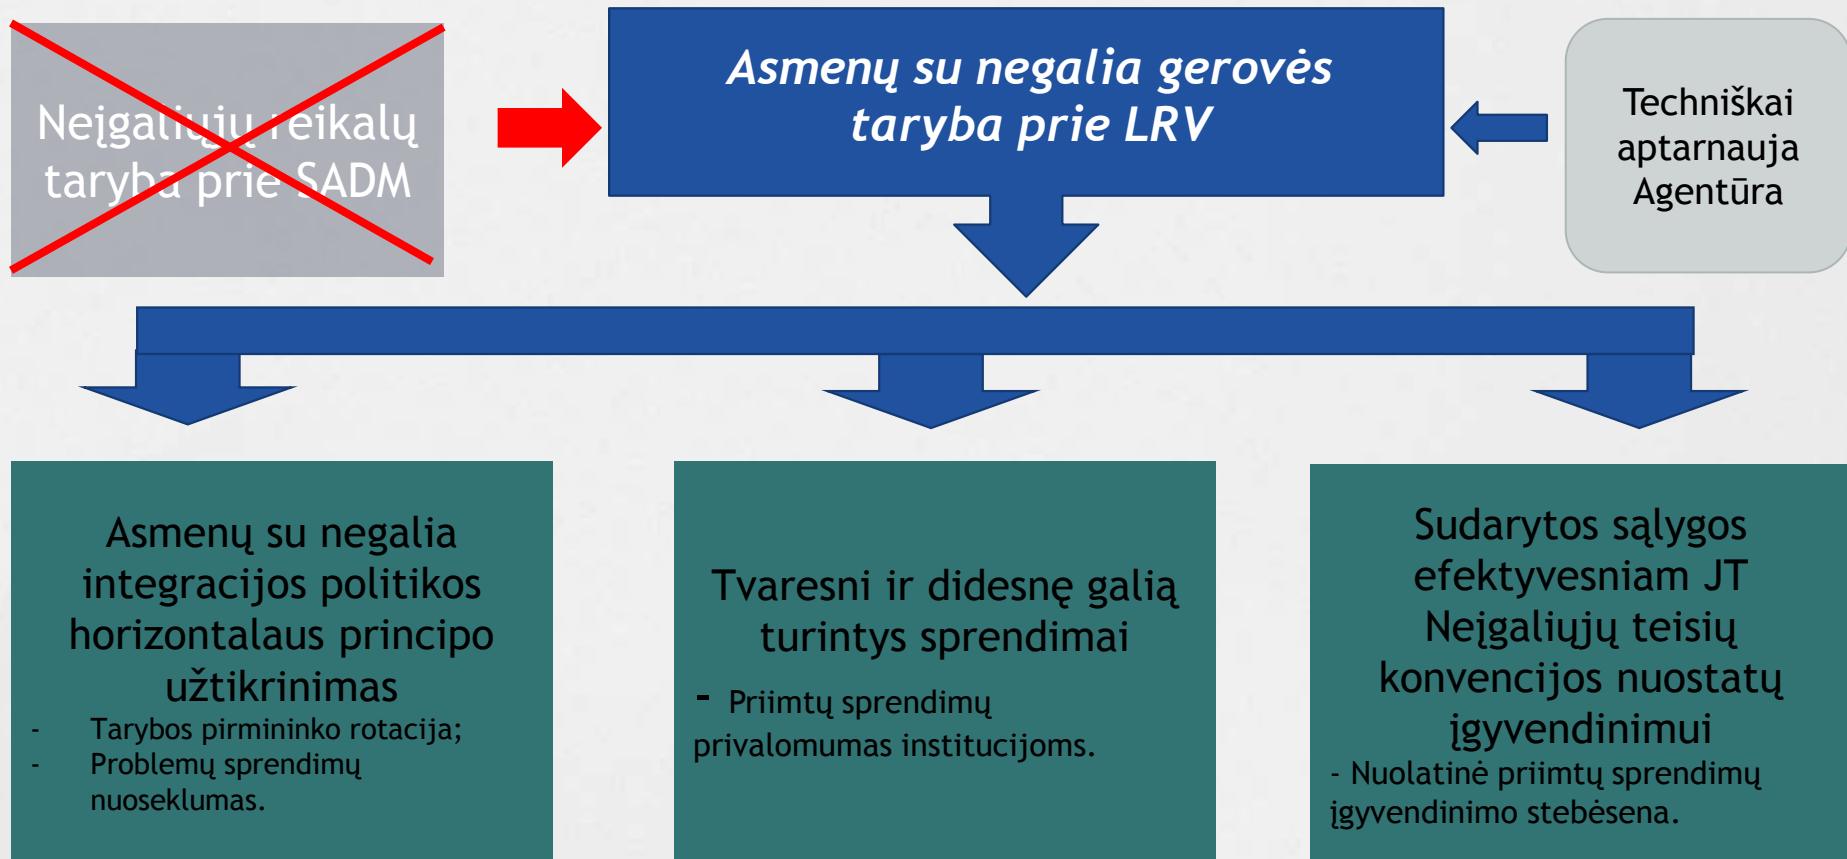 Neįgaliųjų reikalų
taryba prie SADM
Asmenų su negalia gerovės
taryba prie LRV
Techniškai
aptarnauja
Agentūra
Asmenų su negalia
integracijos politikos
horizontalaus principo
užtikrinimas
- Tarybos pirmininko rotacija;
- Problemų sprendimų
nuoseklumas.
Tvaresni ir didesnę galią
turintys sprendimai
- Priimtų sprendimų
privalomumas institucijoms.
Sudarytos sąlygos
efektyvesniam JT
Neįgaliųjų teisių
konvencijos nuostatų
įgyvendinimui
- Nuolatinė priimtų sprendimų
įgyvendinimo stebėsena.